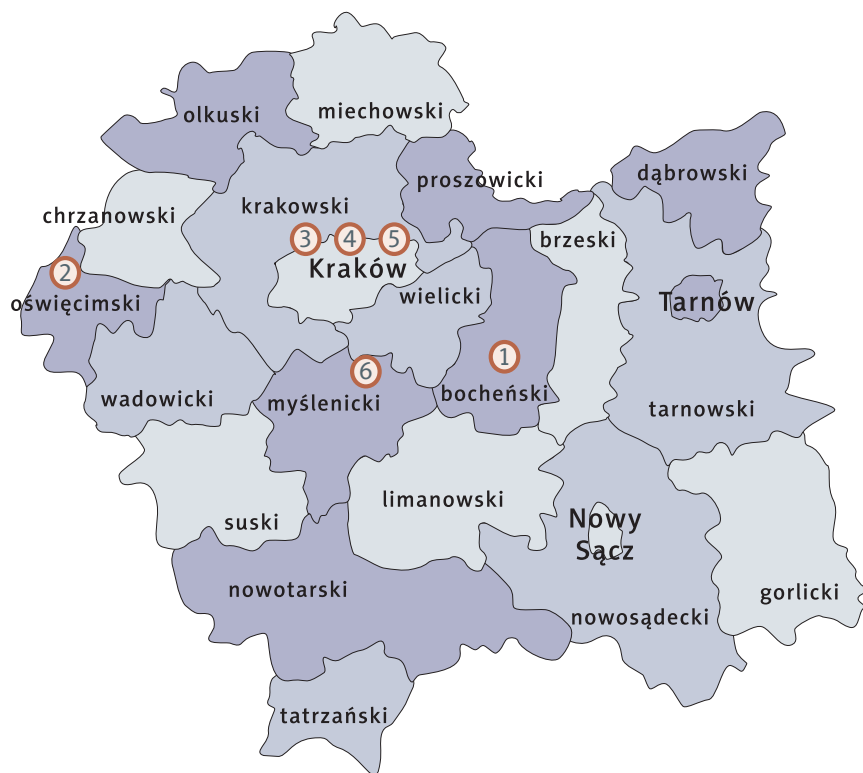 miechowski
olkuski
dąbrowski
proszowicki
krakowski
chrzanowski
3
4
5
brzeski
Kraków
2
wielicki
oświęcimski
Tarnów
1
6
bocheński
wadowicki
myślenicki
tarnowski
limanowski
suski
Nowy
Sącz
nowotarski
gorlicki
nowosądecki
tatrzański